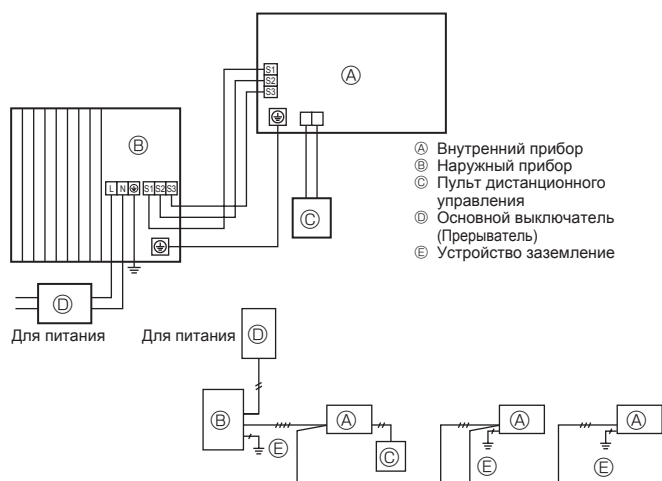 S1
S2
S3
Ⓐ
Ⓑ
L N S1 S2 S3
Ⓒ
Ⓓ
Для питания
Ⓐ Внутренний прибор
Ⓑ Наружный прибор
Ⓒ Пульт дистанционного
управления
Ⓓ Основной выключатель
(Прерыватель)
Ⓔ Устройство заземление
Для питания
Ⓓ
Ⓑ
Ⓔ
Ⓐ
Ⓒ
Ⓐ
Ⓔ
Ⓐ
Ⓔ